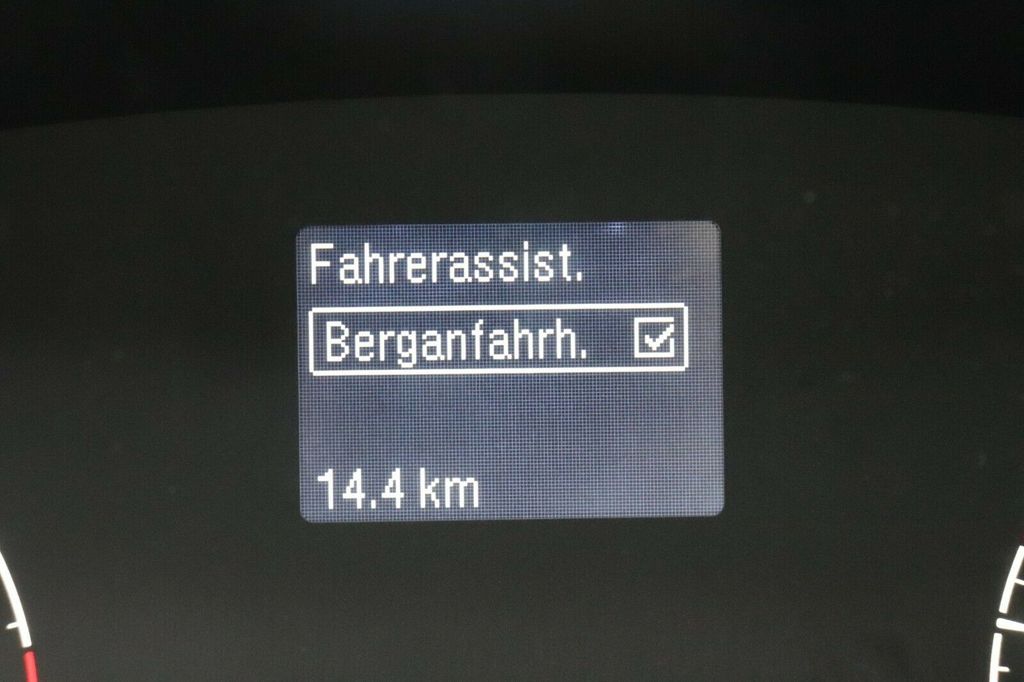 Fahrerassist.
Berganfahrh.
14.4 km